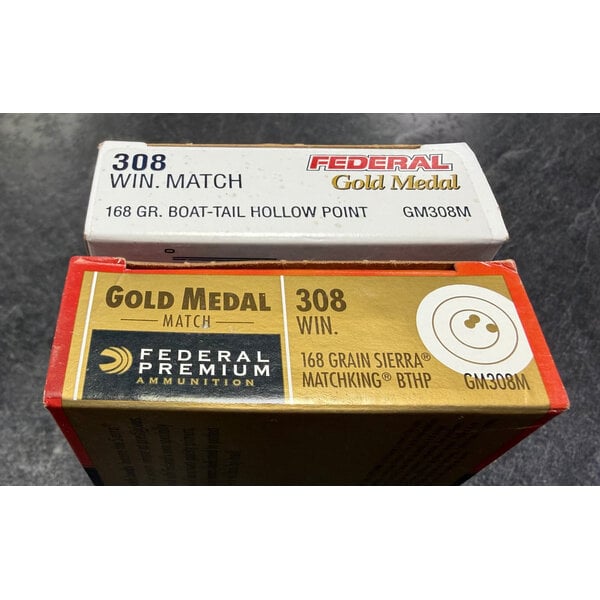 308
WIN. MATCH
FEDERAL
Gold Medal
168 GR. BOAT-TAIL HOLLOW POINT GM308M
GOLD MEDAL
MATCH
FEDERAL
PREMIUM
AMMUNITION
308
WIN.
168 GRAIN SIERRA®
MATCHKING® BTHP
GM308M